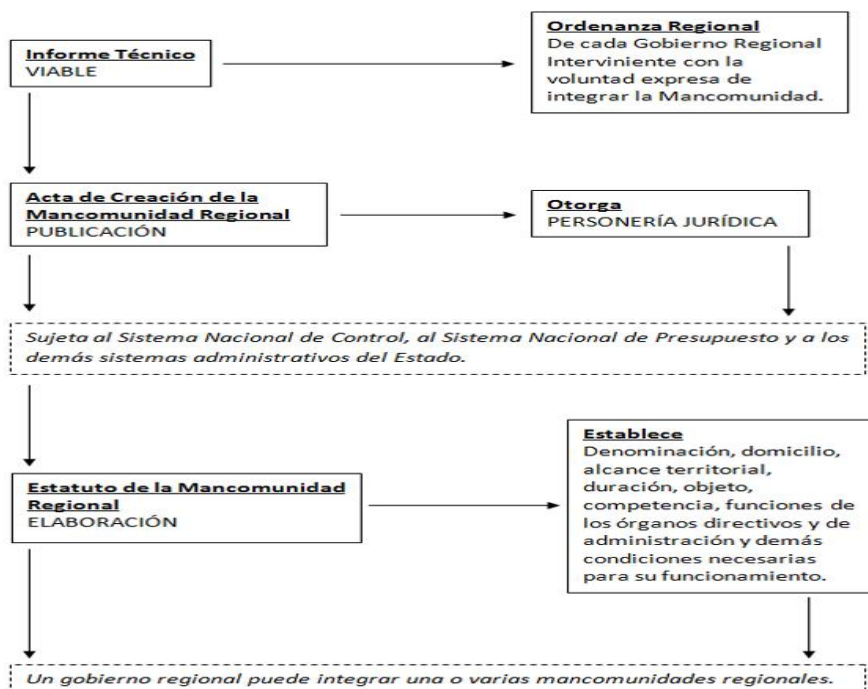 Informe Técnico
VIABLE
Ordenanza Regional
De cada Gobierno Regional
Interviniente con la
voluntad expresa de
integrar la Mancomunidad.
Acta de Creación de la
Mancomunidad Regional
PUBLICACIÓN
Otorga
PERSONERÍA JURÍDICA
Sujeta al Sistema Nacional de Control, al Sistema Nacional de Presupuesto y a los
demás sistemas administrativos del Estado.
Estatuto de la Mancomunidad
Regional
ELABORACIÓN
Establece
Denominación, domicilio,
alcance territorial,
duración, objeto,
competencia, funciones de
los órganos directivos y de
administración y demás
condiciones necesarias
para su funcionamiento.
Un gobierno regional puede integrar una o varias mancomunidades regionales.